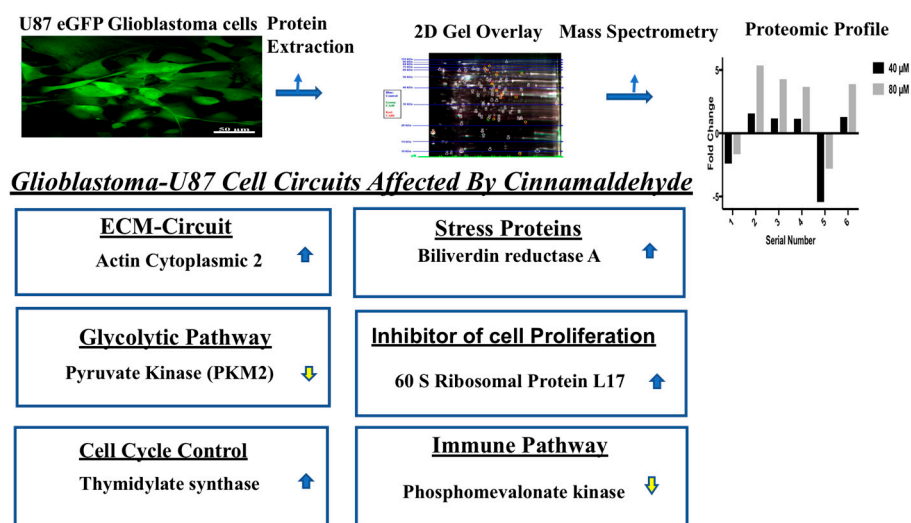 U87 eGFP Glioblastoma cells
Protein
Extraction
2D Gel Overlay
Mass Spectrometry
Proteomic Profile
50 µm
40 µM
80 µM
Fold Change
5
0
-5
1 2 3 4 5 6
Serial Number
Glioblastoma-U87 Cell Circuits Affected By Cinnamaldehyde
ECM-Circuit
Actin Cytoplasmic 2
Stress Proteins
Biliverdin reductase A
Glycolytic Pathway
Pyruvate Kinase (PKM2)
Inhibitor of cell Proliferation
60 S Ribosomal Protein L17
Cell Cycle Control
Thymidylate synthase
Immune Pathway
Phosphomevalonate kinase